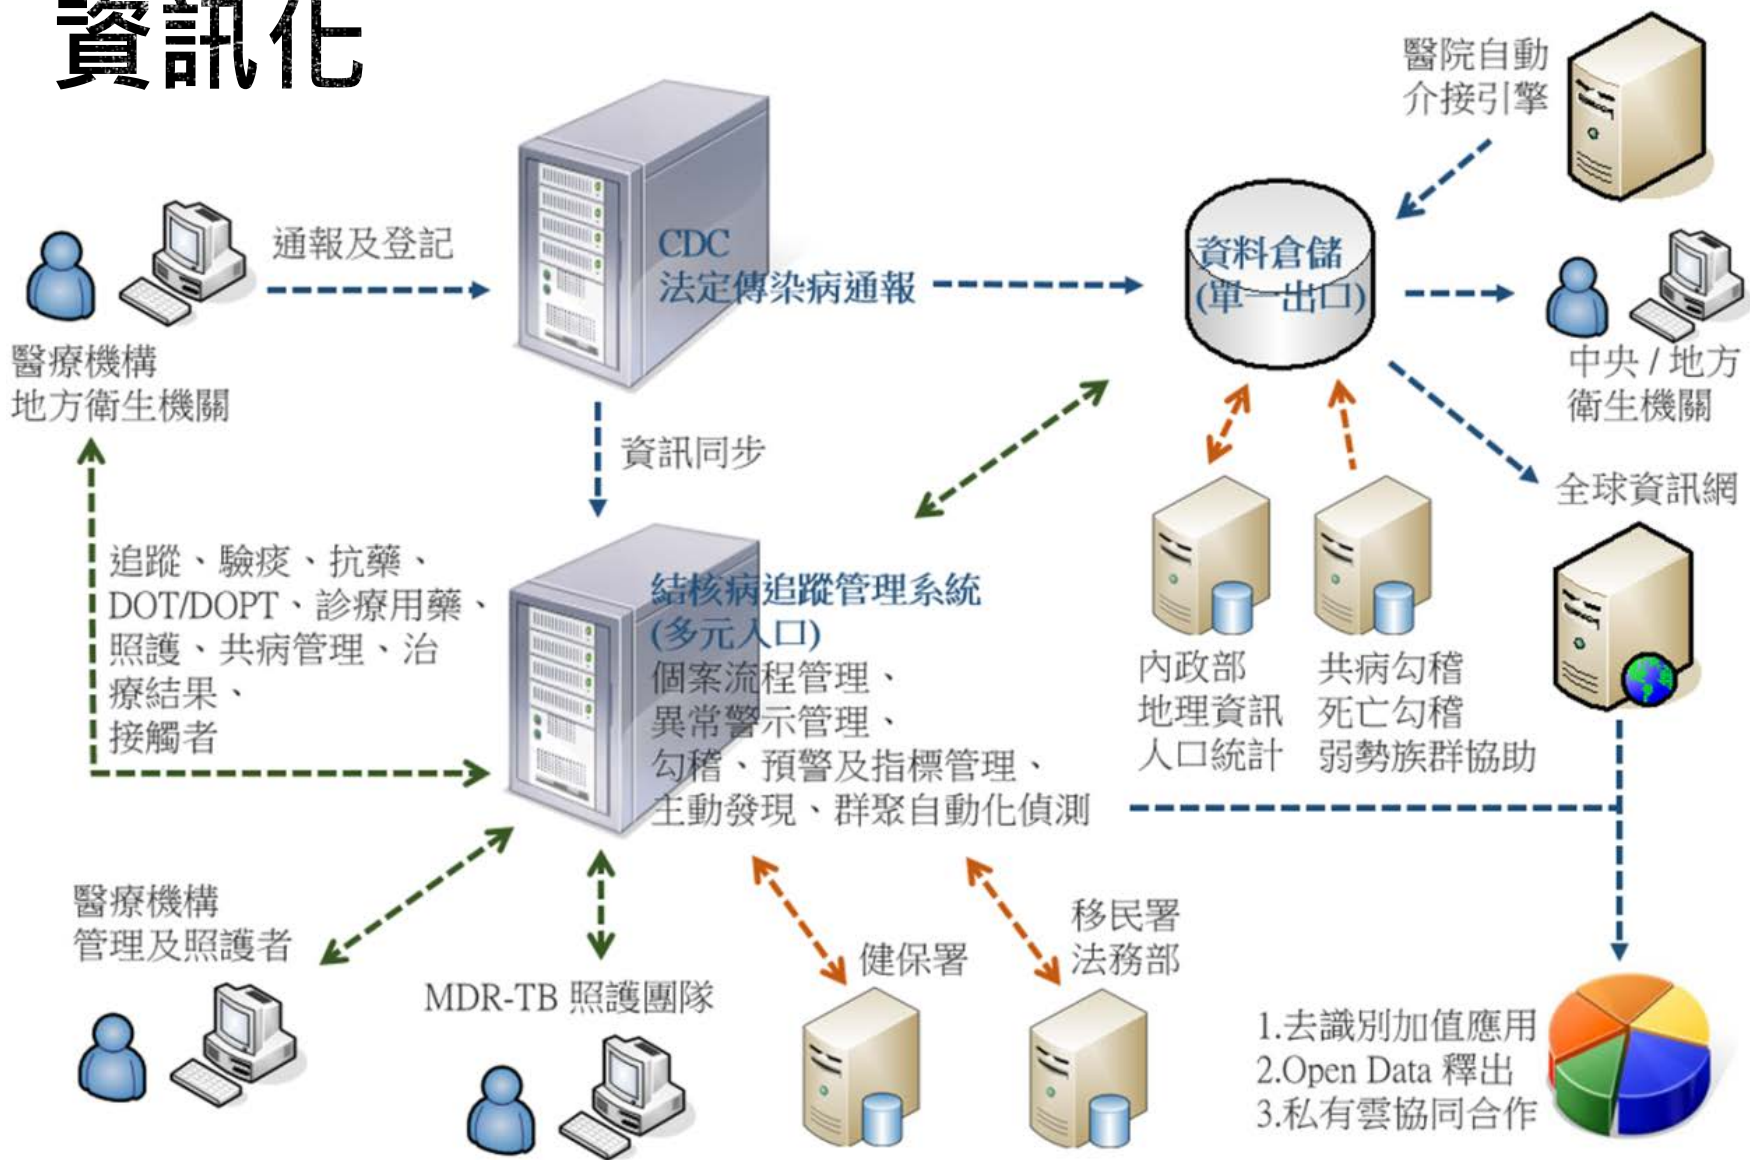 資訊化
醫院自動
介接引擎
通報及登記
CDC
法定傳染病通報
資料倉儲
(單一出口)
醫療機構
地方衛生機關
中央 / 地方
衛生機關
資訊同步
全球資訊網
追蹤、驗痰、抗藥、
DOT/DOPT、診療用藥、
照護、共病管理、治
療結果、
接觸者
結核病追蹤管理系統
(多元入口)
個案流程管理、
異常警示管理、
勾稽、預警及指標管理、
主動發現、群聚自動化偵測
內政部
地理資訊
人口統計
共病勾稽
死亡勾稽
弱勢族群協助
醫療機構
管理及照護者
MDR-TB 照護團隊
健保署
移民署
法務部
1.去識別加值應用
2.Open Data 釋出
3.私有雲協同合作